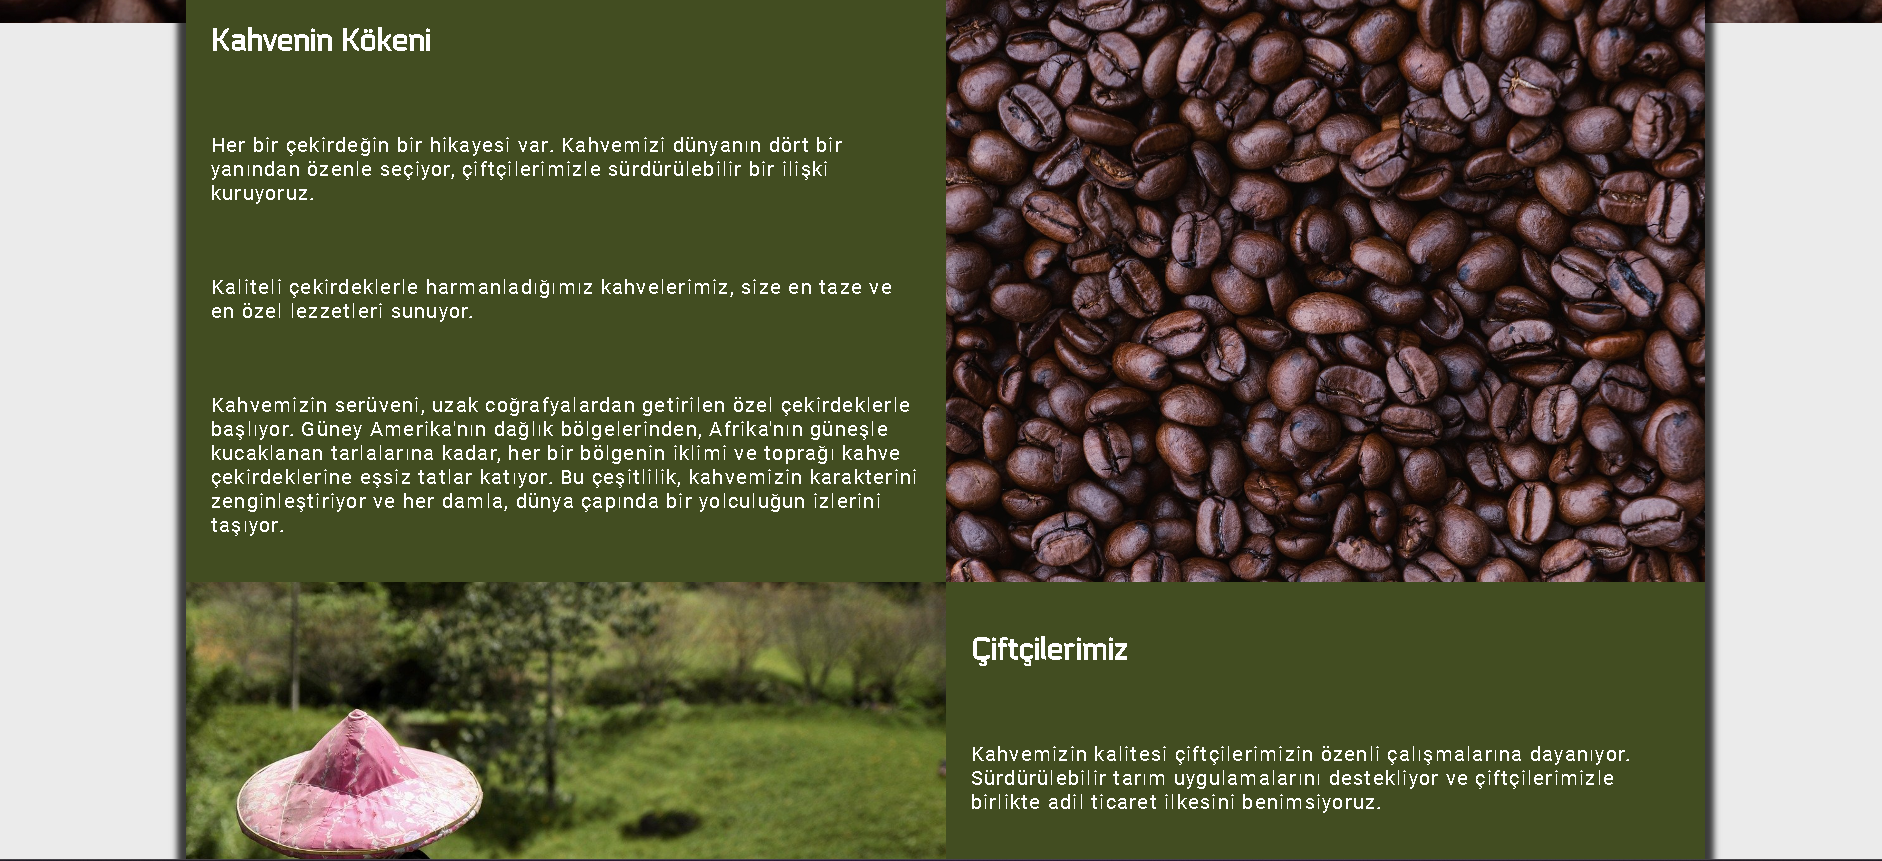 Kahvenin Kökeni
Her bir çekirdeğin bir hikayesi var. Kahvemizi dünyanın dört bir
yanından özenle seçiyor, çiftçilerimizle sürdürülebilir bir ilişki
kuruyoruz.
Kaliteli çekirdeklerle harmanladığımız kahvelerimiz, size en taze ve
en özel lezzetleri sunuyor.
Kahvemizin serüveni, uzak coğrafyalardan getirilen özel çekirdeklerle
başlıyor. Güney Amerika'nın dağlık bölgelerinden, Afrika'nın güneşle
kucaklanan tarlalarına kadar, her bir bölgenin iklimi ve toprağı kahve
çekirdeklerine eşsiz tatlar katıyor. Bu çeşitlilik, kahvemizin karakterini
zenginleştiriyor ve her damla, dünya çapında bir yolculuğun izlerini
taşıyor.
Çiftçilerimiz
Kahvemizin kalitesi çiftçilerimizin özenli çalışmalarına dayanıyor.
Sürdürülebilir tarım uygulamalarını destekliyor ve çiftçilerimizle
birlikte adil ticaret ilkesini benimsiyoruz.